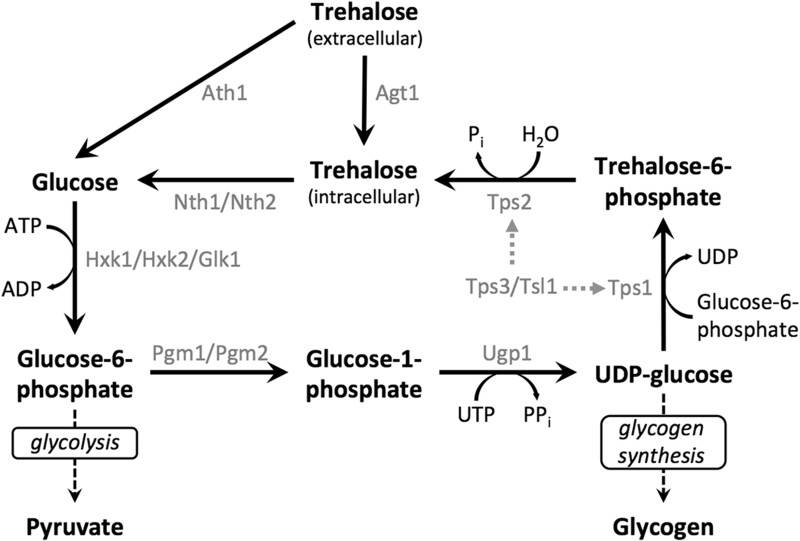 Trehalose
(extracellular)
Ath1
Agt1
P_i
H₂O
Glucose
Trehalose
(intracellular)
Trehalose-6-
phosphate
Nth1/Nth2
Tps2
ATP
Hxk1/Hxk2/Glk1
ADP
UDP
Tps3/Tsl1
Tps1
Glucose-6-
phosphate
Glucose-6-
phosphate
Pgm1/Pgm2
Glucose-1-
phosphate
Ugp1
UDP-glucose
UTP
PP_i
glycolysis
glycogen
synthesis
Pyruvate
Glycogen